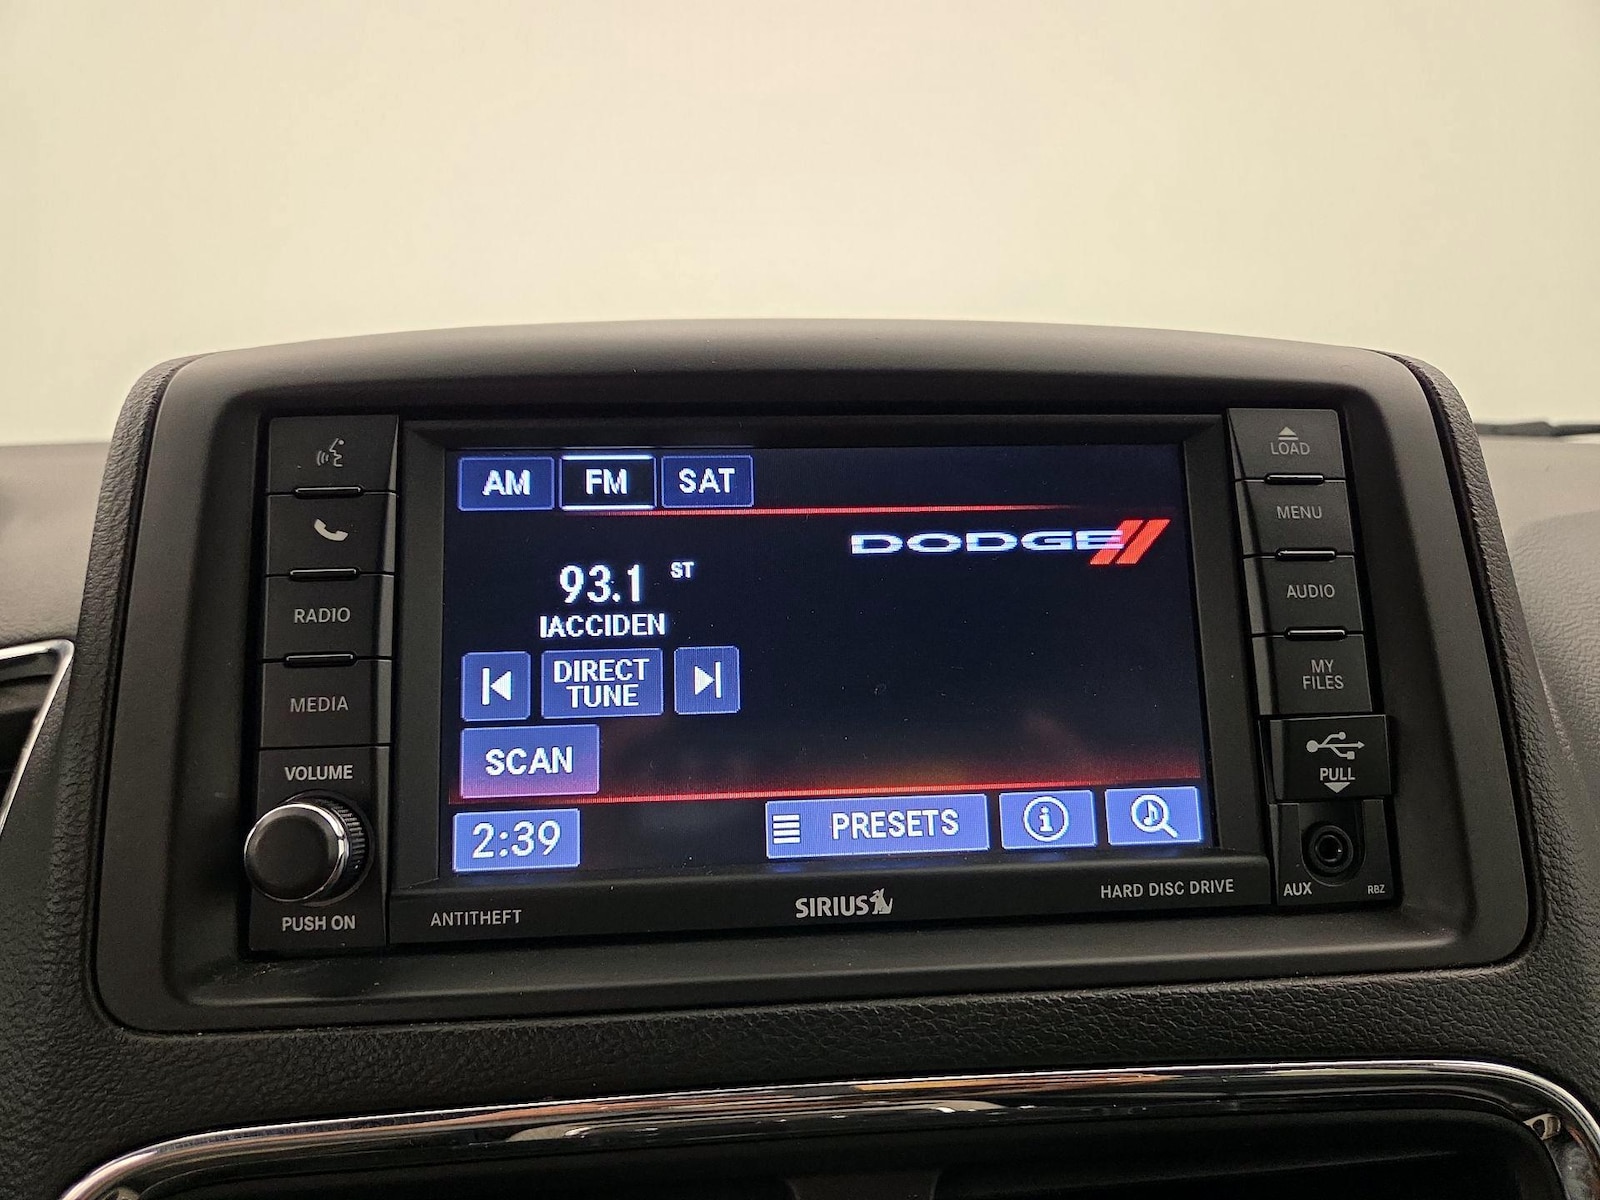 AM FM SAT
DODGE
93.1 ST
IACCIDEN
DIRECT
TUNE
SCAN
2:39
PRESETS
RADIO
MEDIA
VOLUME
PUSH ON
ANTITHEFT
SIRIUS
HARD DISC DRIVE
LOAD
MENU
AUDIO
MY
FILES
PULL
AUX
RBZ